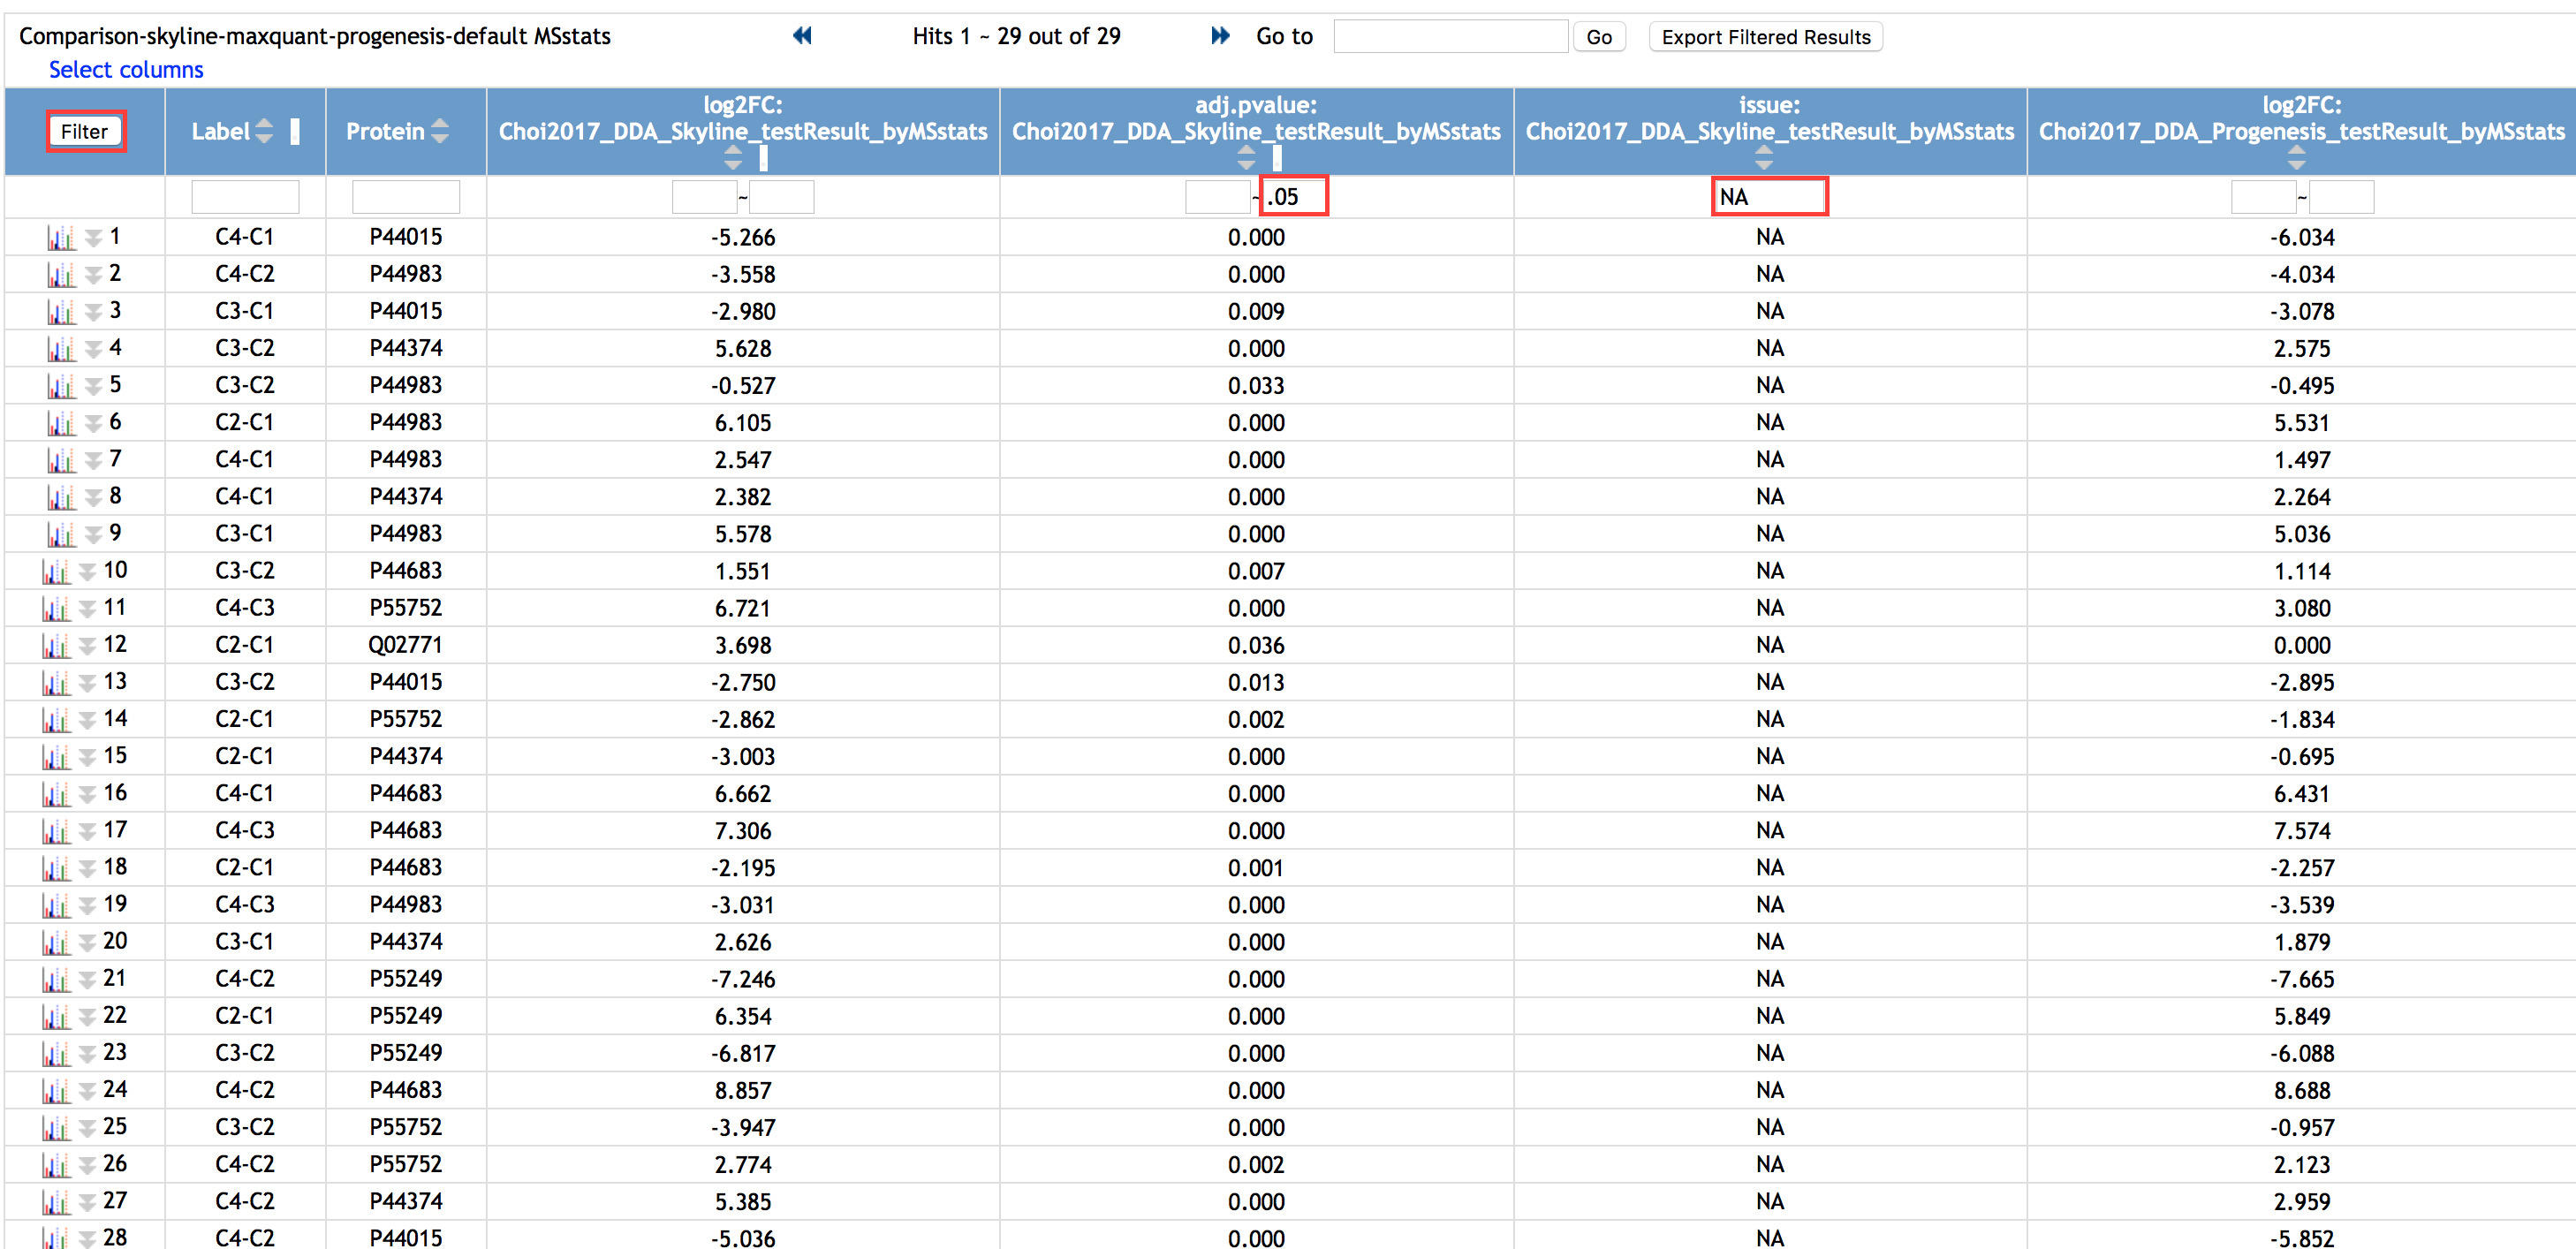 Comparison-skyline-maxquant-progenesis-default MSstats Hits 1 ~ 29 out of 29 Go to Go Export Filtered Results
Select columns
Filter Label Protein log2FC: Choi2017_DDA_Skyline_testResult_byMSstats adj.pvalue: Choi2017_DDA_Skyline_testResult_byMSstats issue: Choi2017_DDA_Skyline_testResult_byMSstats log2FC: Choi2017_DDA_Progenesis_testResult_byMSstats
~ ~ .05 NA ~
1 C4-C1 P44015 -5.266 0.000 NA -6.034
2 C4-C2 P44983 -3.558 0.000 NA -4.034
3 C3-C1 P44015 -2.980 0.009 NA -3.078
4 C3-C2 P44374 5.628 0.000 NA 2.575
5 C3-C2 P44983 -0.527 0.033 NA -0.495
6 C2-C1 P44983 6.105 0.000 NA 5.531
7 C4-C1 P44983 2.547 0.000 NA 1.497
8 C4-C1 P44374 2.382 0.000 NA 2.264
9 C3-C1 P44983 5.578 0.000 NA 5.036
10 C3-C2 P44683 1.551 0.007 NA 1.114
11 C4-C3 P55752 6.721 0.000 NA 3.080
12 C2-C1 Q02771 3.698 0.036 NA 0.000
13 C3-C2 P44015 -2.750 0.013 NA -2.895
14 C2-C1 P55752 -2.862 0.002 NA -1.834
15 C2-C1 P44374 -3.003 0.000 NA -0.695
16 C4-C1 P44683 6.662 0.000 NA 6.431
17 C4-C3 P44683 7.306 0.000 NA 7.574
18 C2-C1 P44683 -2.195 0.001 NA -2.257
19 C4-C3 P44983 -3.031 0.000 NA -3.539
20 C3-C1 P44374 2.626 0.000 NA 1.879
21 C4-C2 P55249 -7.246 0.000 NA -7.665
22 C2-C1 P55249 6.354 0.000 NA 5.849
23 C3-C2 P55249 -6.817 0.000 NA -6.088
24 C4-C2 P44683 8.857 0.000 NA 8.688
25 C3-C2 P55752 -3.947 0.000 NA -0.957
26 C4-C2 P55752 2.774 0.002 NA 2.123
27 C4-C2 P44374 5.385 0.000 NA 2.959
28 C4-C2 P44015 -5.036 0.000 NA -5.852